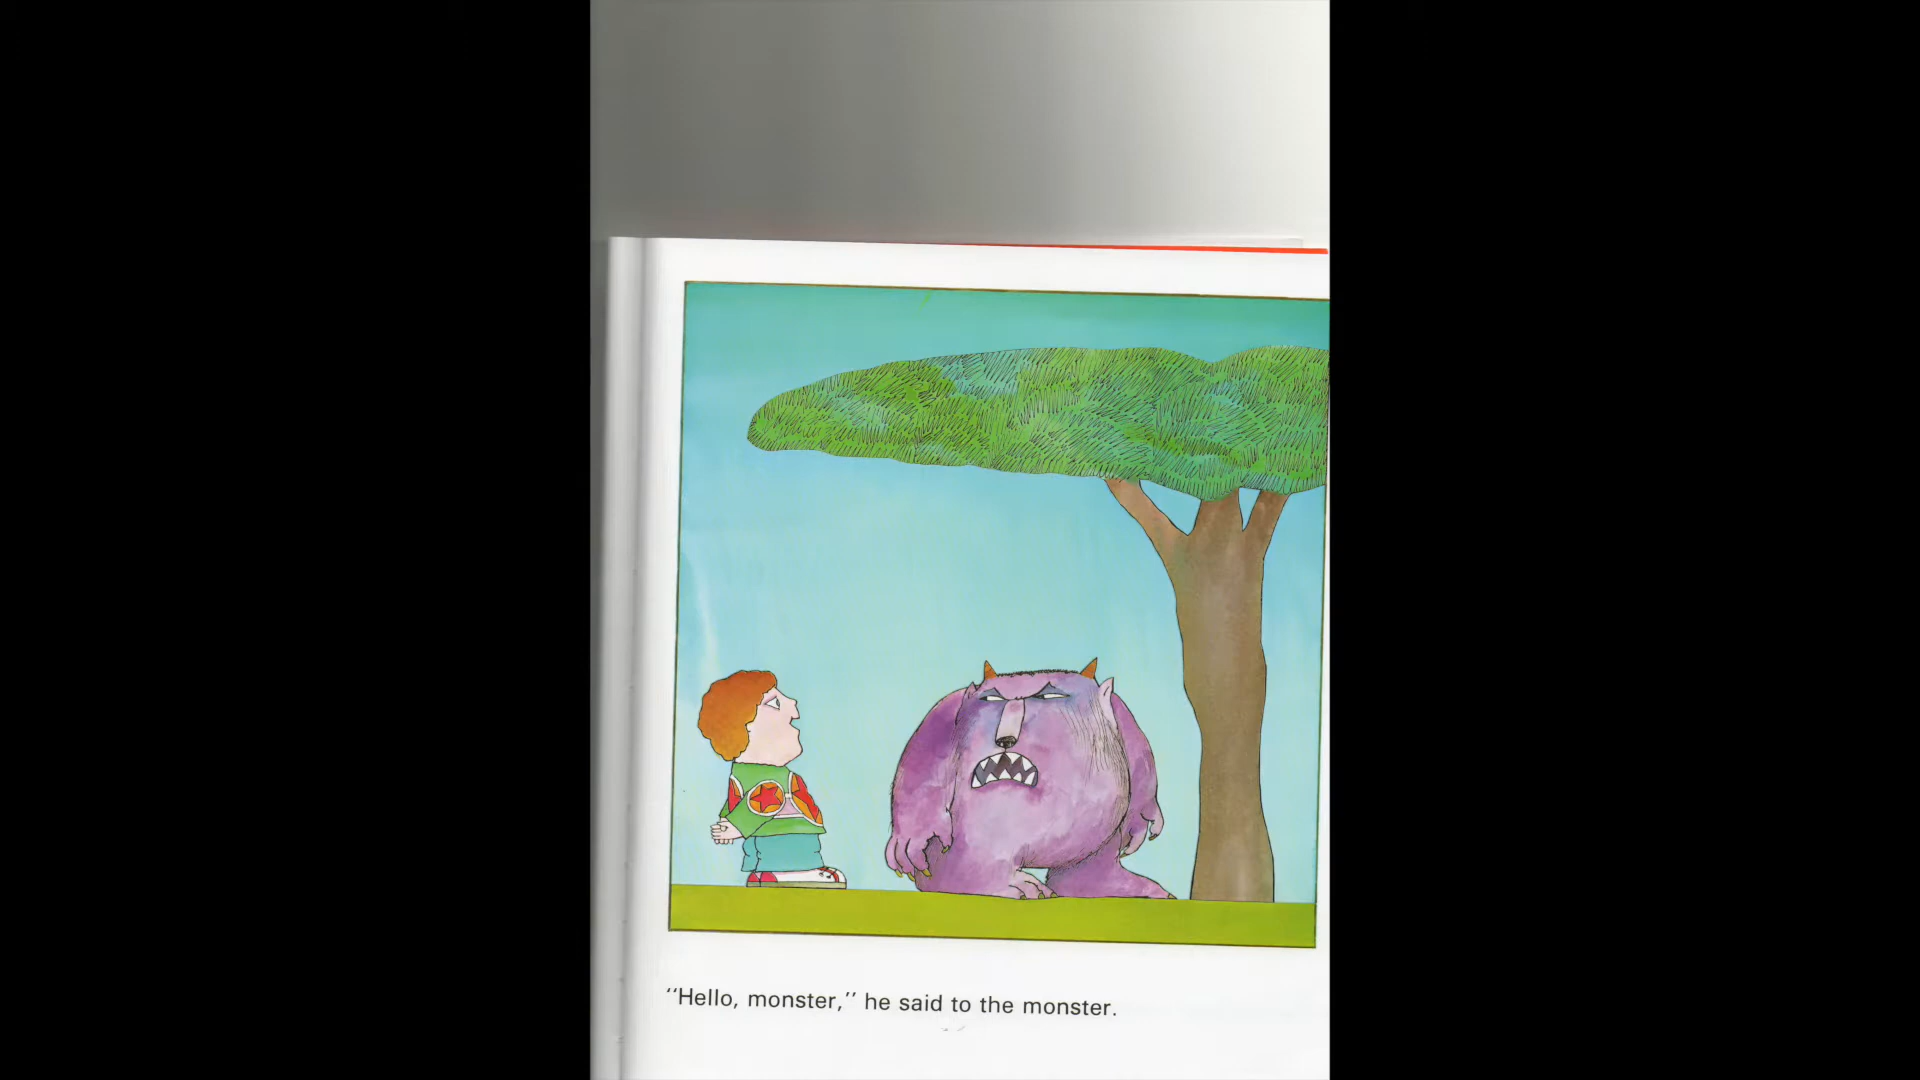 “Hello, monster,” he said to the monster.